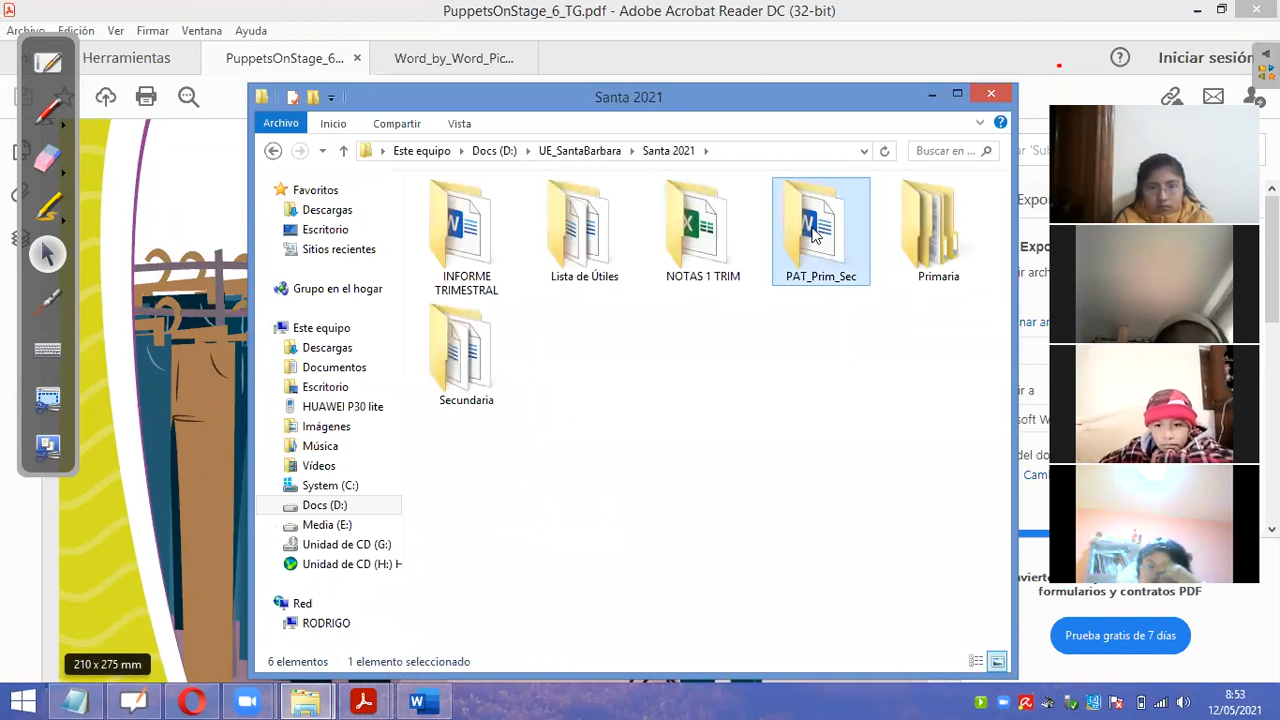 PuppetsOnStage_6_TG.pdf - Adobe Acrobat Reader DC (32-bit)
Archivo Edición Ver Firmar Ventana Ayuda
Herramientas PuppetsOnStage_6... × Word_by_Word_Pic... Iniciar sesión
Santa 2021
Archivo Inicio Compartir Vista
Este equipo Docs (D:) UE_SantaBarbara Santa 2021 Buscar en ...
Favoritos
Descargas
Escritorio
Sitios recientes
Grupo en el hogar
Este equipo
Descargas
Documentos
Escritorio
HUAWEI P30 lite
Imágenes
Música
Vídeos
System (C:)
Docs (D:)
Media (E:)
Unidad de CD (G:)
Unidad de CD (H:) H
Red
RODRIGO
INFORME
TRIMESTRAL
Lista de Útiles
NOTAS 1 TRIM
PAT_Prim_Sec
Primaria
Secundaria
6 elementos 1 elemento seleccionado
formularios y contratos PDF
Prueba gratis de 7 días
210 x 275 mm
8:53
12/05/2021